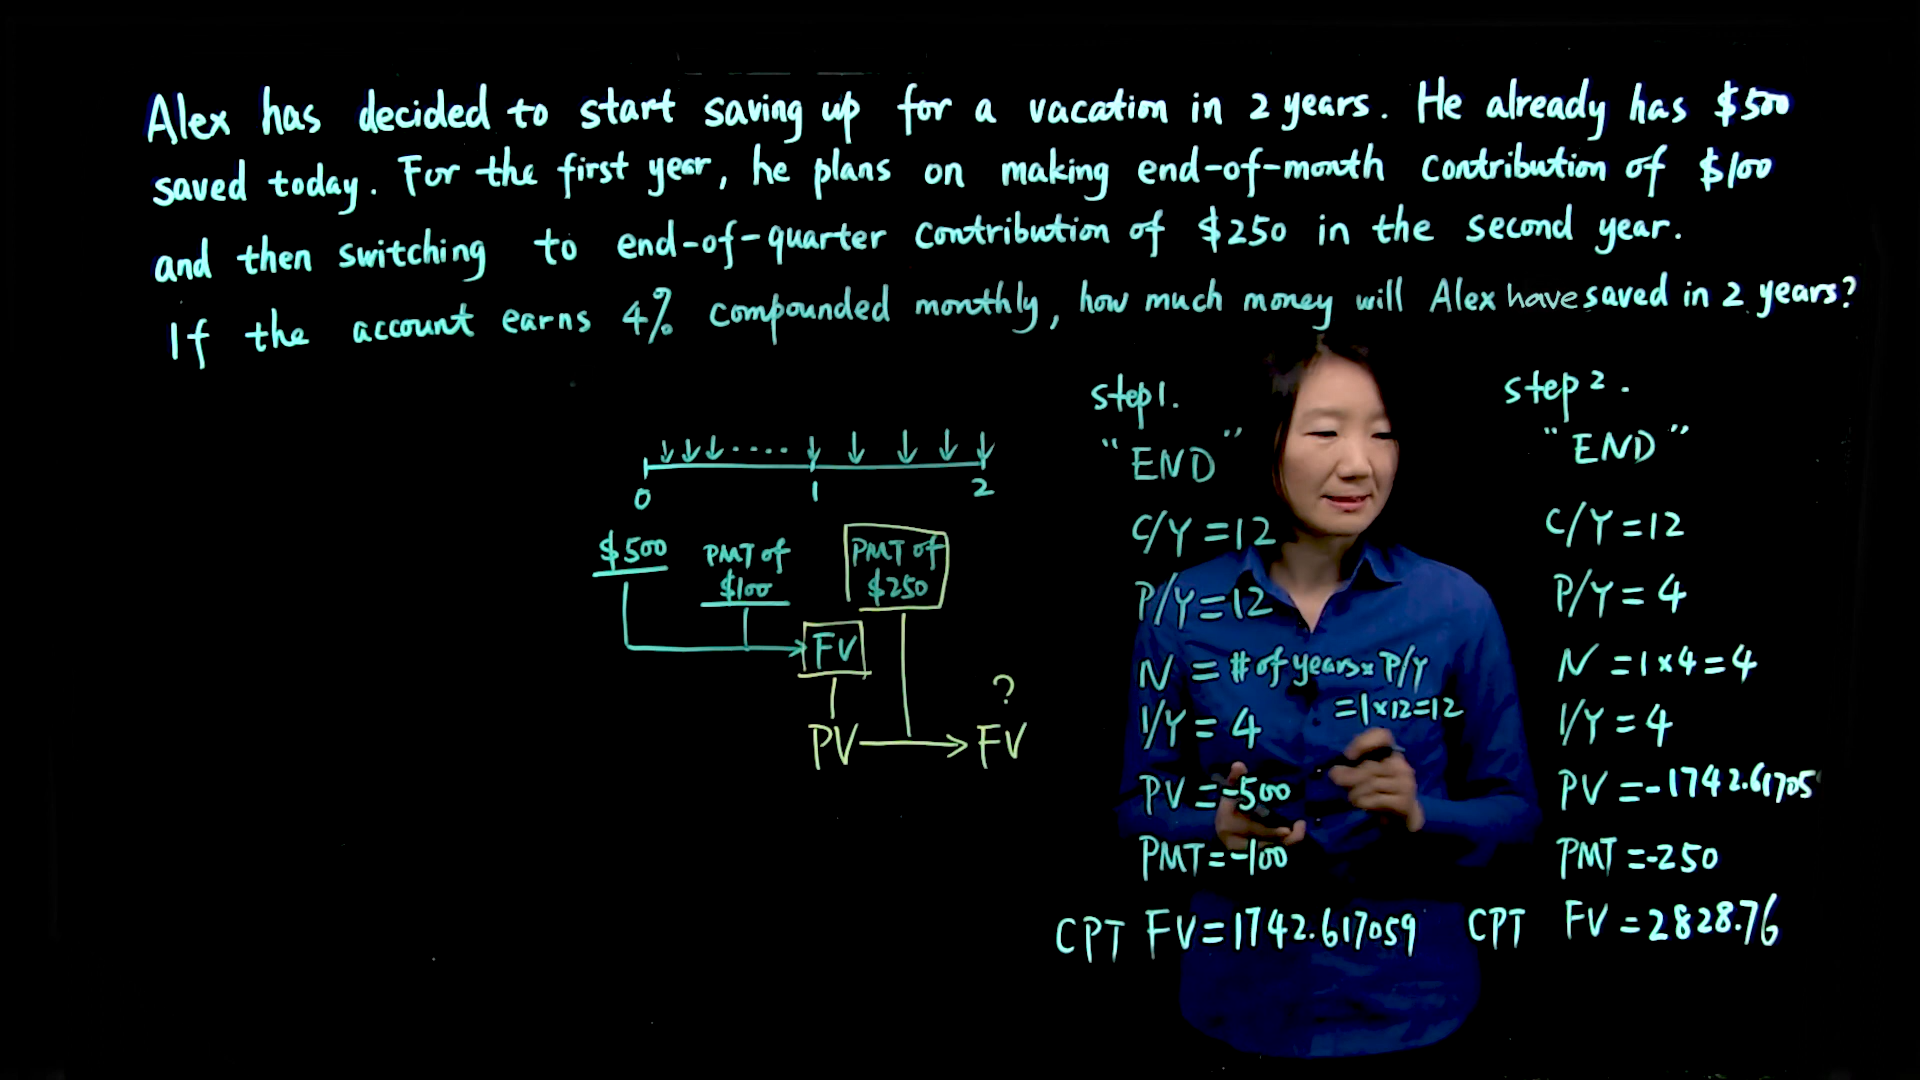 Alex has decided to start saving up for a vacation in 2 years. He already has $500
saved today. For the first year, he plans on making end-of-month contribution of $100
and then switching to end-of-quarter contribution of $250 in the second year.
If the account earns 4% compounded monthly, how much money will Alex have saved in 2 years?
0 1 2
$500
PMT of
$100
PMT of
$250
FV
?
PV FV
Step 1.
"END"
C/Y = 12
P/Y = 12
N = # of years × P/Y
= 1 × 12 = 12
I/Y = 4
PV = -500
PMT = -100
CPT FV = 1742.617059
Step 2.
"END"
C/Y = 12
P/Y = 4
N = 1 × 4 = 4
I/Y = 4
PV = -1742.61705
PMT = -250
CPT FV = 2828.76